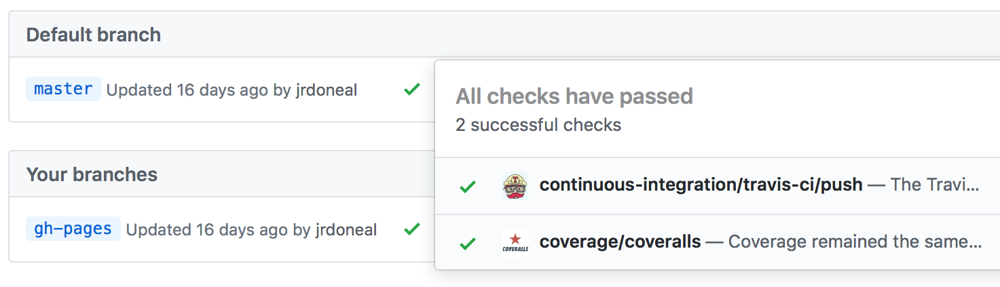 Default branch
master Updated 16 days ago by jrdoneal
All checks have passed
2 successful checks
Your branches
gh-pages Updated 16 days ago by jrdoneal
continuous-integration/travis-ci/push — The Travi...
COVERALLS
coverage/coveralls — Coverage remained the same...